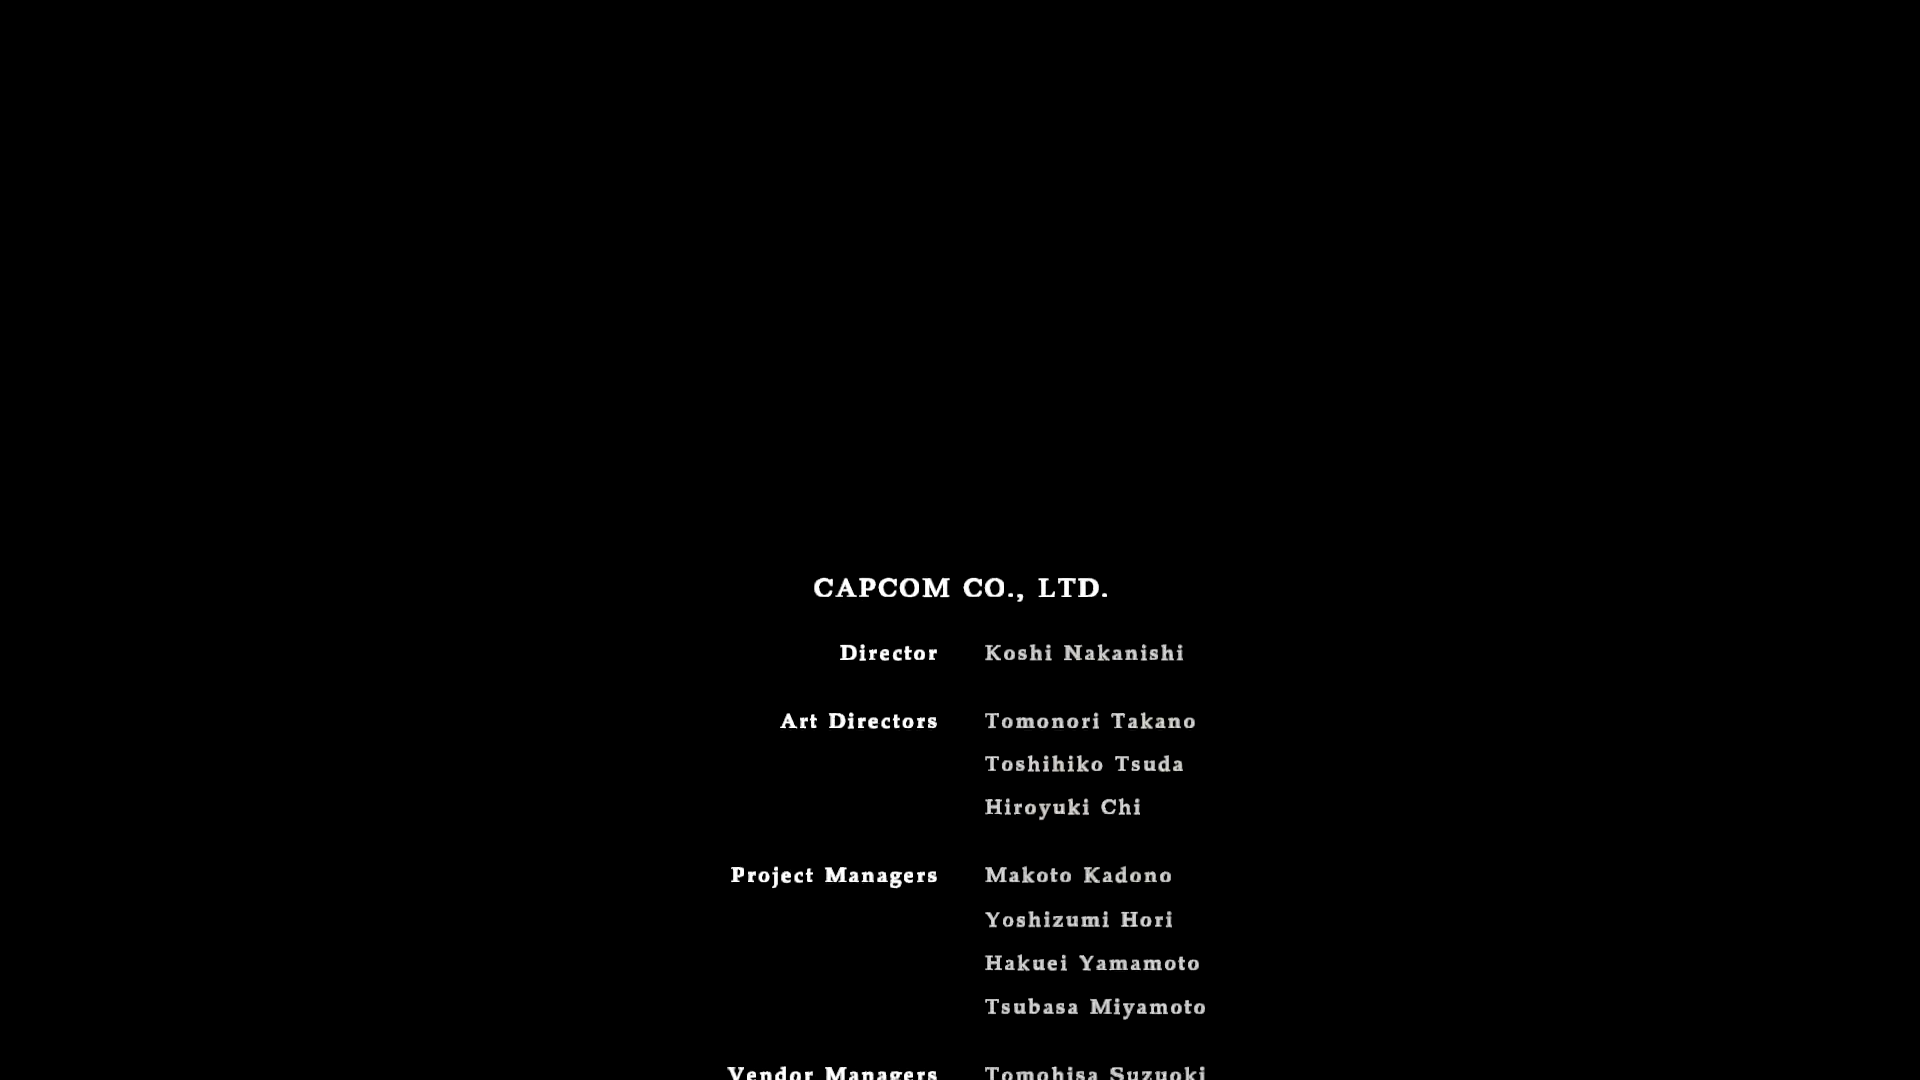 CAPCOM CO., LTD.
Director Koshi Nakanishi
Art Directors Tomonori Takano
Toshihiko Tsuda
Hiroyuki Chi
Project Managers Makoto Kadono
Yoshizumi Hori
Hakuei Yamamoto
Tsubasa Miyamoto
Vendor Managers Tomohisa Suzuoki